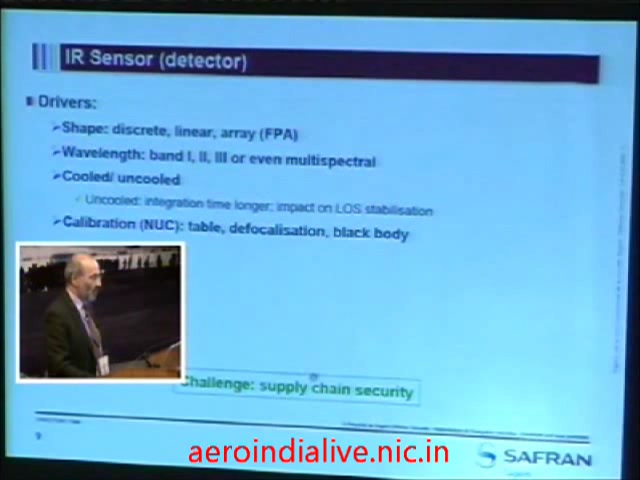 IR Sensor (detector)
Drivers:
Shape: discrete, linear, array (FPA)
Wavelength: band I, II, III or even multispectral
Cooled/ uncooled
Uncooled: integration time longer; impact on LOS stabilisation
Calibration (NUC): table, defocalisation, black body
Challenge: supply chain security
9
aeroindialive.nic.in
SAFRAN